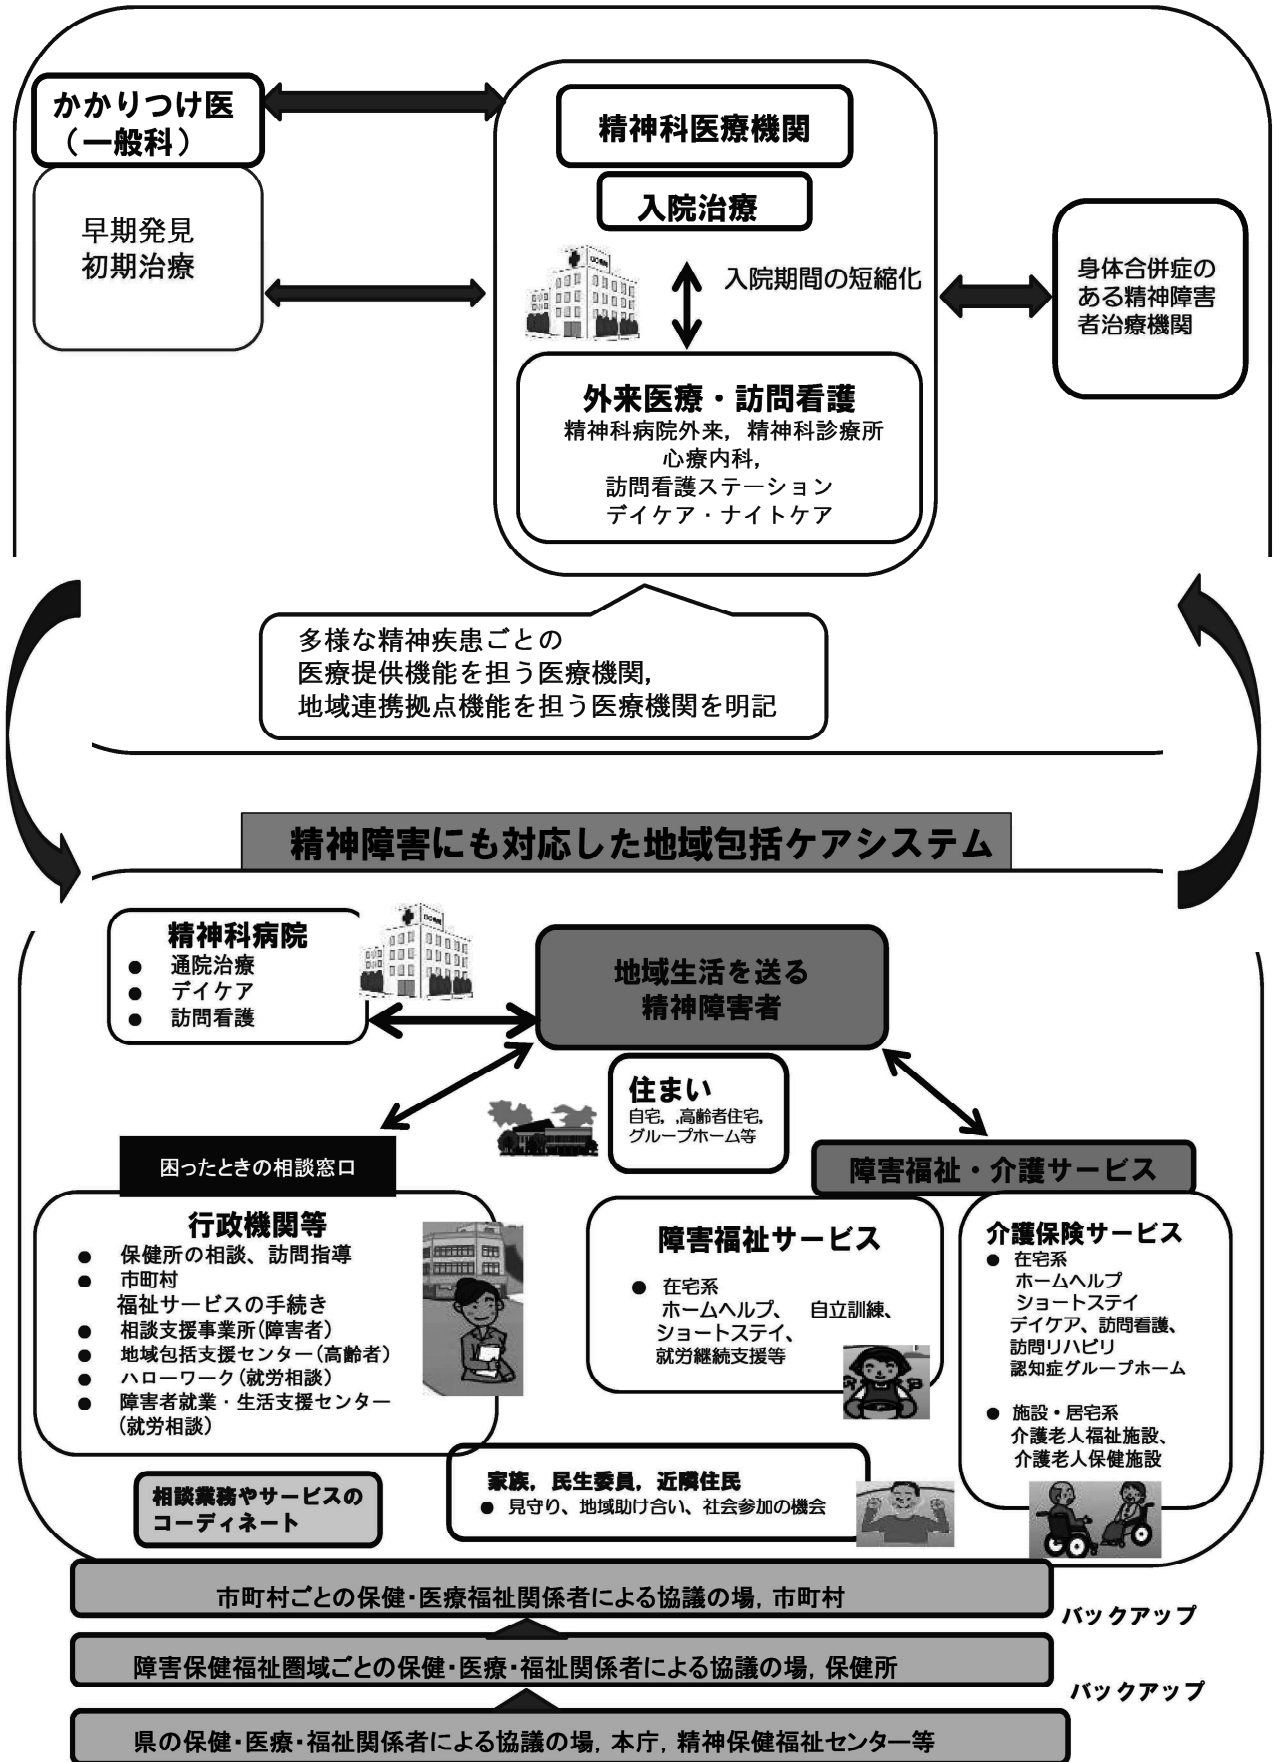 かかりつけ医
（一般科）
早期発見
初期治療
精神科医療機関
入院治療
入院期間の短縮化
身体合併症の
ある精神障害
者治療機関
外来医療・訪問看護
精神科病院外来，精神科診療所
心療内科，
訪問看護ステーション
デイケア・ナイトケア
多様な精神疾患ごとの
医療提供機能を担う医療機関，
地域連携拠点機能を担う医療機関を明記
精神障害にも対応した地域包括ケアシステム
精神科病院
● 通院治療
● デイケア
● 訪問看護
地域生活を送る
精神障害者
住まい
自宅，,高齢者住宅，
グループホーム等
困ったときの相談窓口
行政機関等
● 保健所の相談、訪問指導
● 市町村
福祉サービスの手続き
● 相談支援事業所(障害者)
● 地域包括支援センター(高齢者)
● ハローワーク(就労相談)
● 障害者就業・生活支援センター
(就労相談)
障害福祉・介護サービス
障害福祉サービス
● 在宅系
ホームヘルプ、 自立訓練、
ショートステイ、
就労継続支援等
介護保険サービス
● 在宅系
ホームヘルプ
ショートステイ
デイケア、訪問看護、
訪問リハビリ
認知症グループホーム
● 施設・居宅系
介護老人福祉施設、
介護老人保健施設
家族，民生委員，近隣住民
● 見守り、地域助け合い、社会参加の機会
相談業務やサービスの
コーディネート
市町村ごとの保健・医療福祉関係者による協議の場，市町村
バックアップ
障害保健福祉圏域ごとの保健・医療・福祉関係者による協議の場，保健所
バックアップ
県の保健・医療・福祉関係者による協議の場，本庁，精神保健福祉センター等